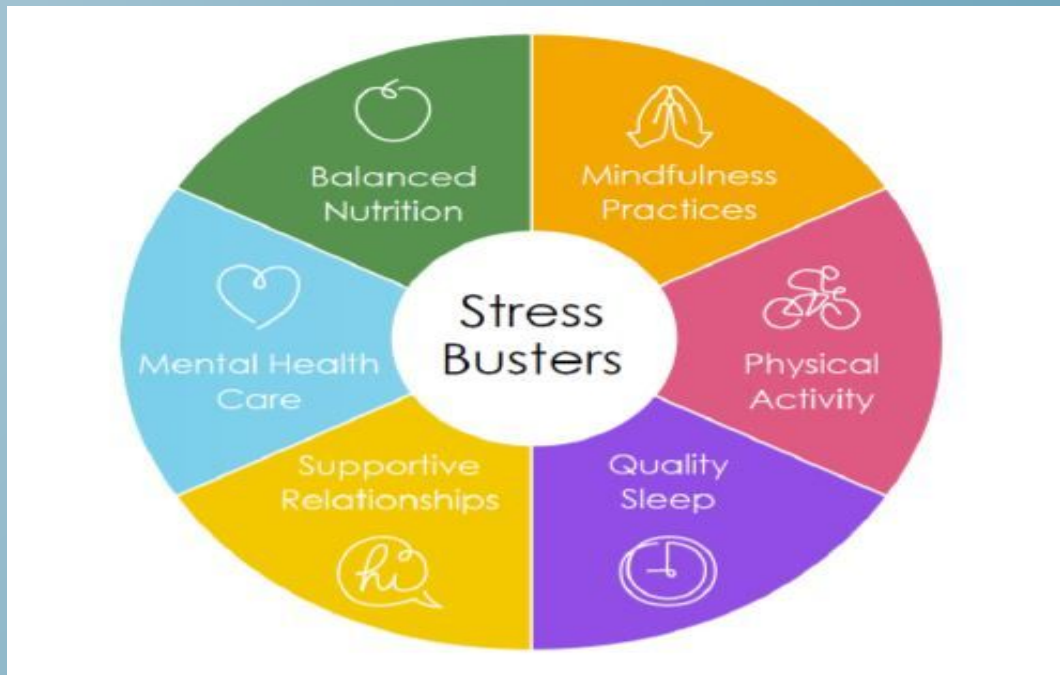 Balanced
Nutrition
Mindfulness
Practices
Physical
Activity
Quality
Sleep
hi
Supportive
Relationships
Mental Health
Care
Stress
Busters